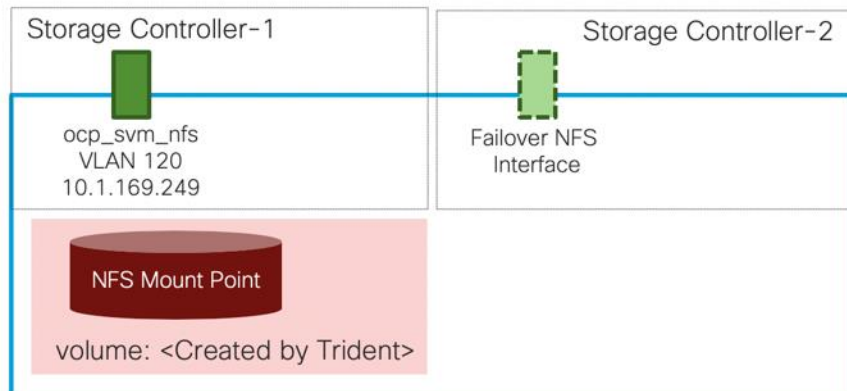 Storage Controller-1
Storage Controller-2
ocp_svm_nfs
VLAN 120
10.1.169.249
Failover NFS
Interface
NFS Mount Point
volume: <Created by Trident>